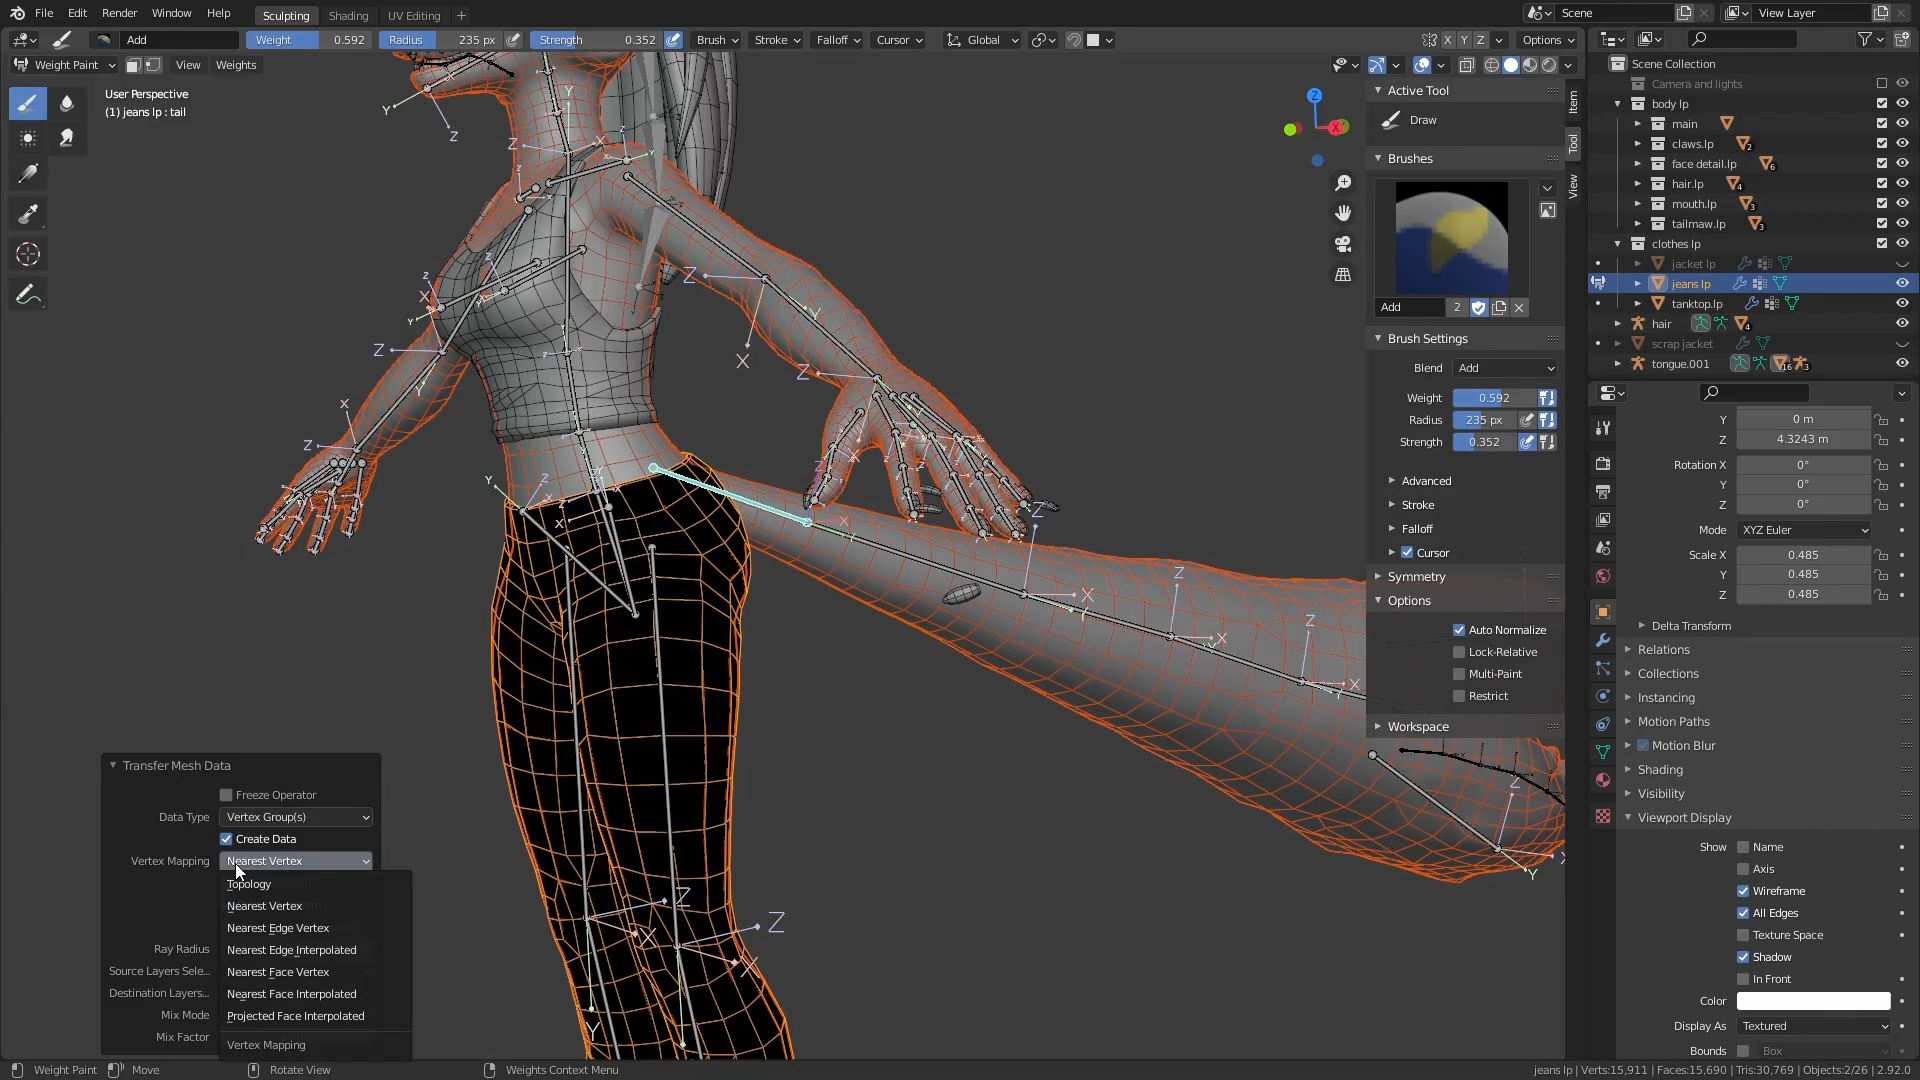 File Edit Render Window Help Sculpting Shading UV Editing + Scene View Layer
Add Weight 0.592 Radius 235 px Strength 0.352 Brush Stroke Falloff Cursor Global X Y Z Options
Weight Paint View Weights
User Perspective
(1) jeans lp : tail
Transfer Mesh Data
Freeze Operator
Data Type Vertex Group(s)
Create Data
Vertex Mapping Nearest Vertex
Topology
Nearest Vertex
Nearest Edge Vertex
Ray Radius Nearest Edge Interpolated
Source Layers Sele... Nearest Face Vertex
Destination Layers... Nearest Face Interpolated
Mix Mode Projected Face Interpolated
Mix Factor
Vertex Mapping
Item
Tool
View
Active Tool
Draw
Brushes
Add 2
Brush Settings
Blend Add
Weight 0.592
Radius 235 px
Strength 0.352
Advanced
Stroke
Falloff
Cursor
Symmetry
Options
Auto Normalize
Lock-Relative
Multi-Paint
Restrict
Workspace
Scene Collection
Camera and lights
body lp
main
claws.lp 2
face detail.lp 6
hair.lp 4
mouth.lp 3
tailmaw.lp 3
clothes lp
jacket lp
jeans lp
tanktop.lp
hair 4
scrap jacket
tongue.001 16 3
Y 0 m
Z 4.3243 m
Rotation X 0°
Y 0°
Z 0°
Mode XYZ Euler
Scale X 0.485
Y 0.485
Z 0.485
Delta Transform
Relations
Collections
Instancing
Motion Paths
Motion Blur
Shading
Visibility
Viewport Display
Show Name
Axis
Wireframe
All Edges
Texture Space
Shadow
In Front
Color
Display As Textured
Bounds Box
Weight Paint Move Rotate View Weights Context Menu jeans lp | Verts:15,911 | Faces:15,690 | Tris:30,769 | Objects:2/26 | 2.92.0